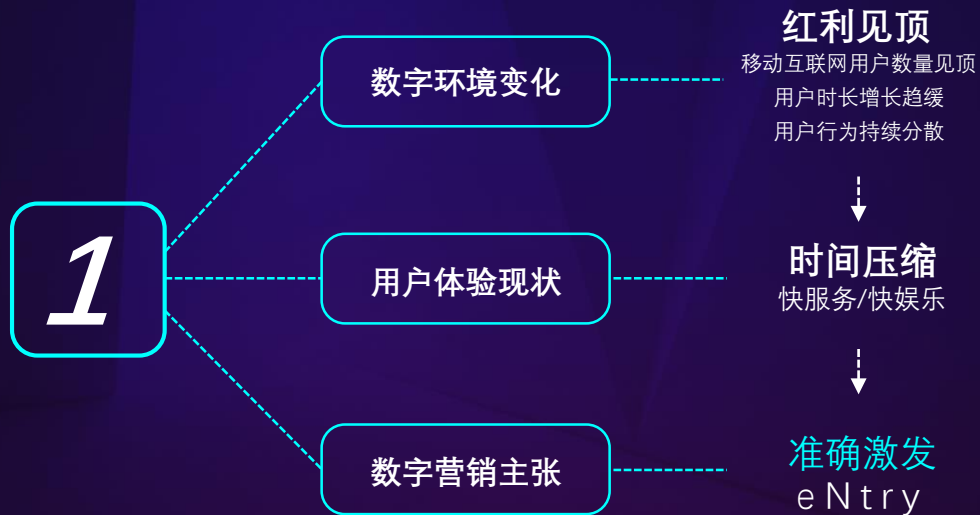 1
数字环境变化
红利见顶
移动互联网用户数量见顶
用户时长增长趋缓
用户行为持续分散
用户体验现状
时间压缩
快服务/快娱乐
数字营销主张
准确激发
eNtry